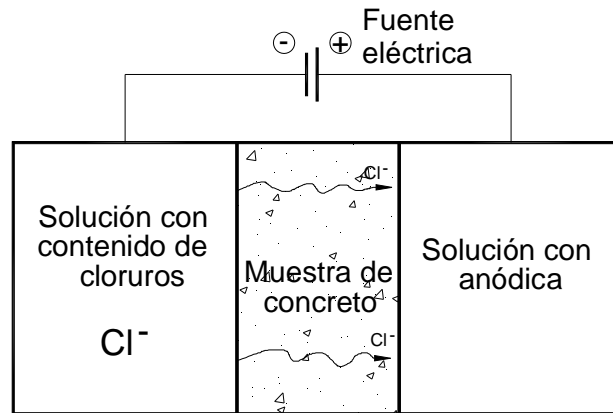 - + Fuente
eléctrica
Cl-
Solución con
contenido de
cloruros
Cl-
Muestra de
concreto
Cl-
Solución con
anódica